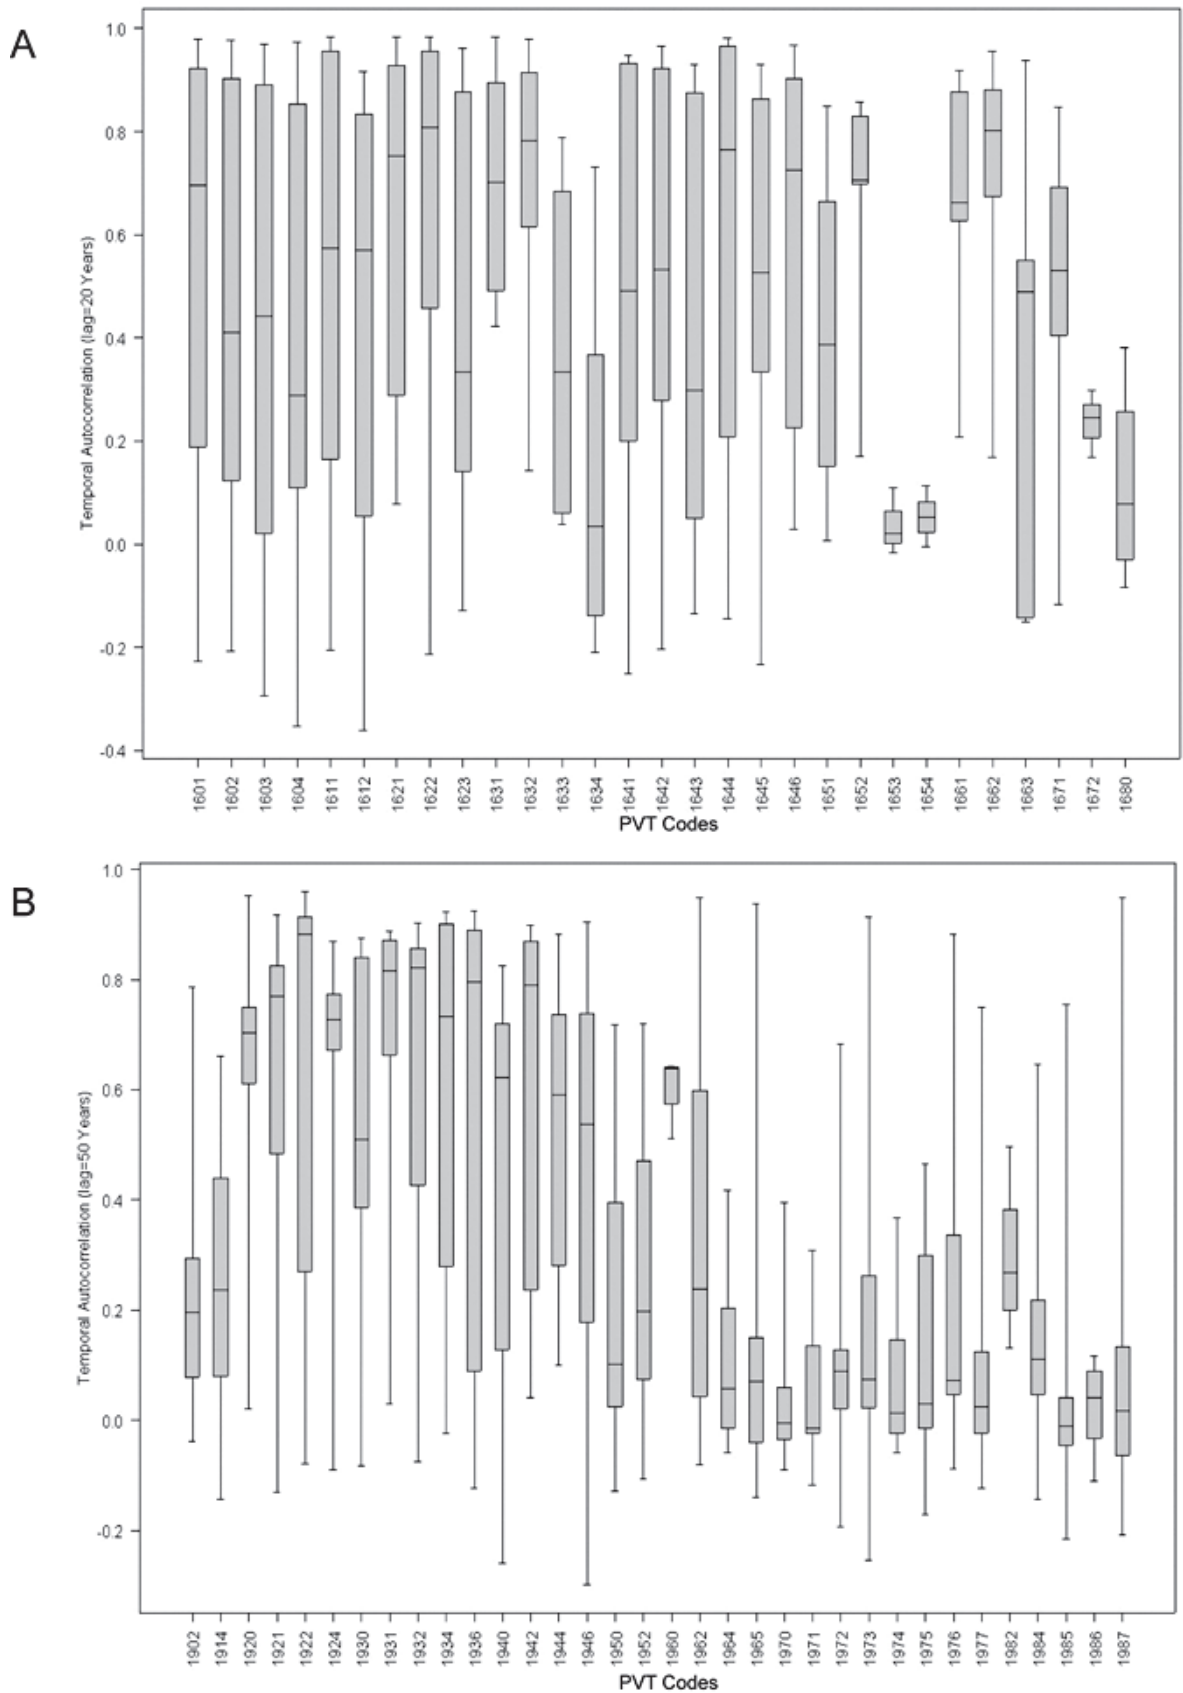 A
Temporal Autocorrelation (lag=20 Years)
1.0
0.8
0.6
0.4
0.2
0.0
-0.2
-0.4
1601 1602 1603 1604 1611 1612 1621 1622 1623 1631 1632 1633 1634 1641 1642 1643 1644 1645 1646 1651 1652 1653 1654 1661 1662 1663 1671 1672 1680
PVT Codes
B
Temporal Autocorrelation (lag=50 Years)
1.0
0.8
0.6
0.4
0.2
0.0
-0.2
1902 1914 1920 1921 1922 1924 1930 1931 1932 1934 1936 1940 1942 1944 1946 1950 1952 1960 1962 1964 1965 1970 1971 1972 1973 1974 1975 1976 1977 1982 1984 1985 1986 1987
PVT Codes